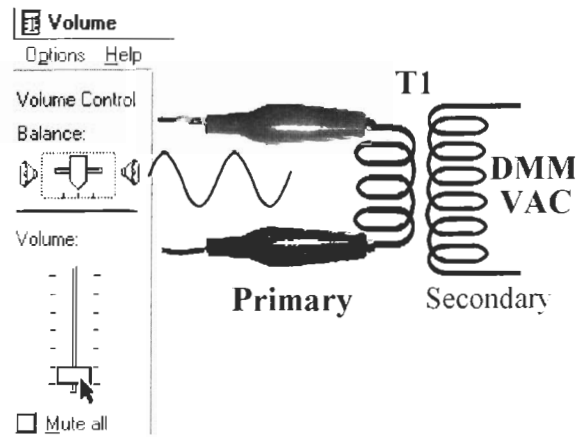 Volume
Options Help
Volume Control
Balance:
Volume:
Mute all
T1
DMM
VAC
Primary
Secondary